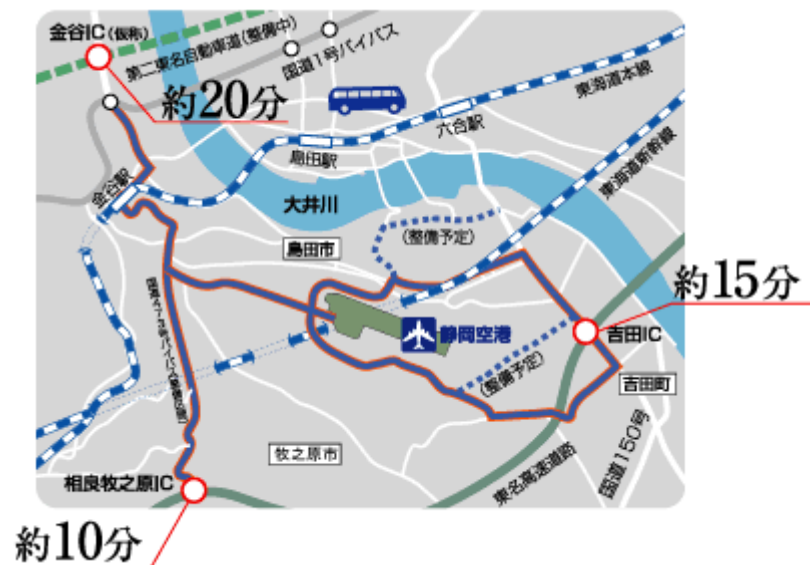 金谷IC(仮称)
第二東名自動車道(整備中)
国道1号バイパス
約20分
東海道本線
六合駅
島田駅
東海道新幹線
金谷駅
大井川
島田市
(整備予定)
約15分
静岡空港
吉田IC
(整備予定)
吉田町
牧之原市
国道150号
東名高速道路
相良牧之原IC
約10分